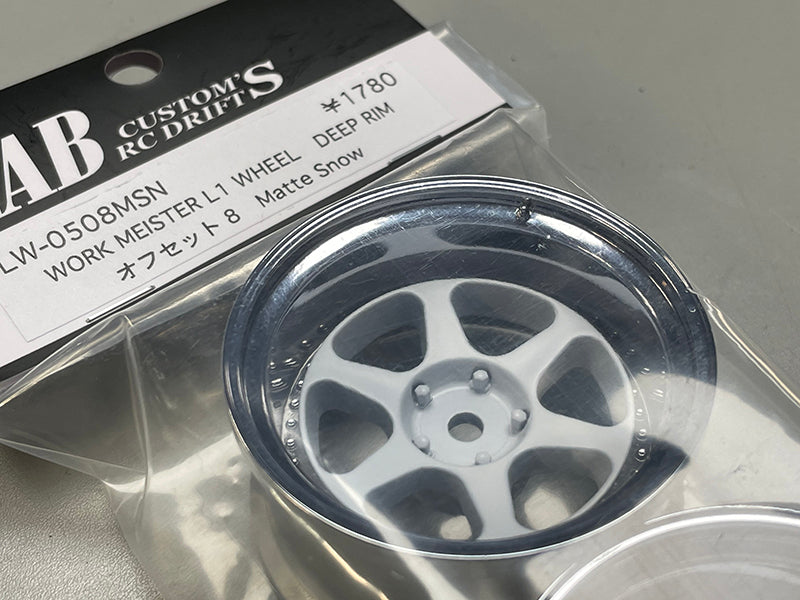 AB CUSTOM'S
RC DRIFT
¥1780
LW-0508MSN
WORK MEISTER L1 WHEEL DEEP RIM
オフセット8 Matte Snow